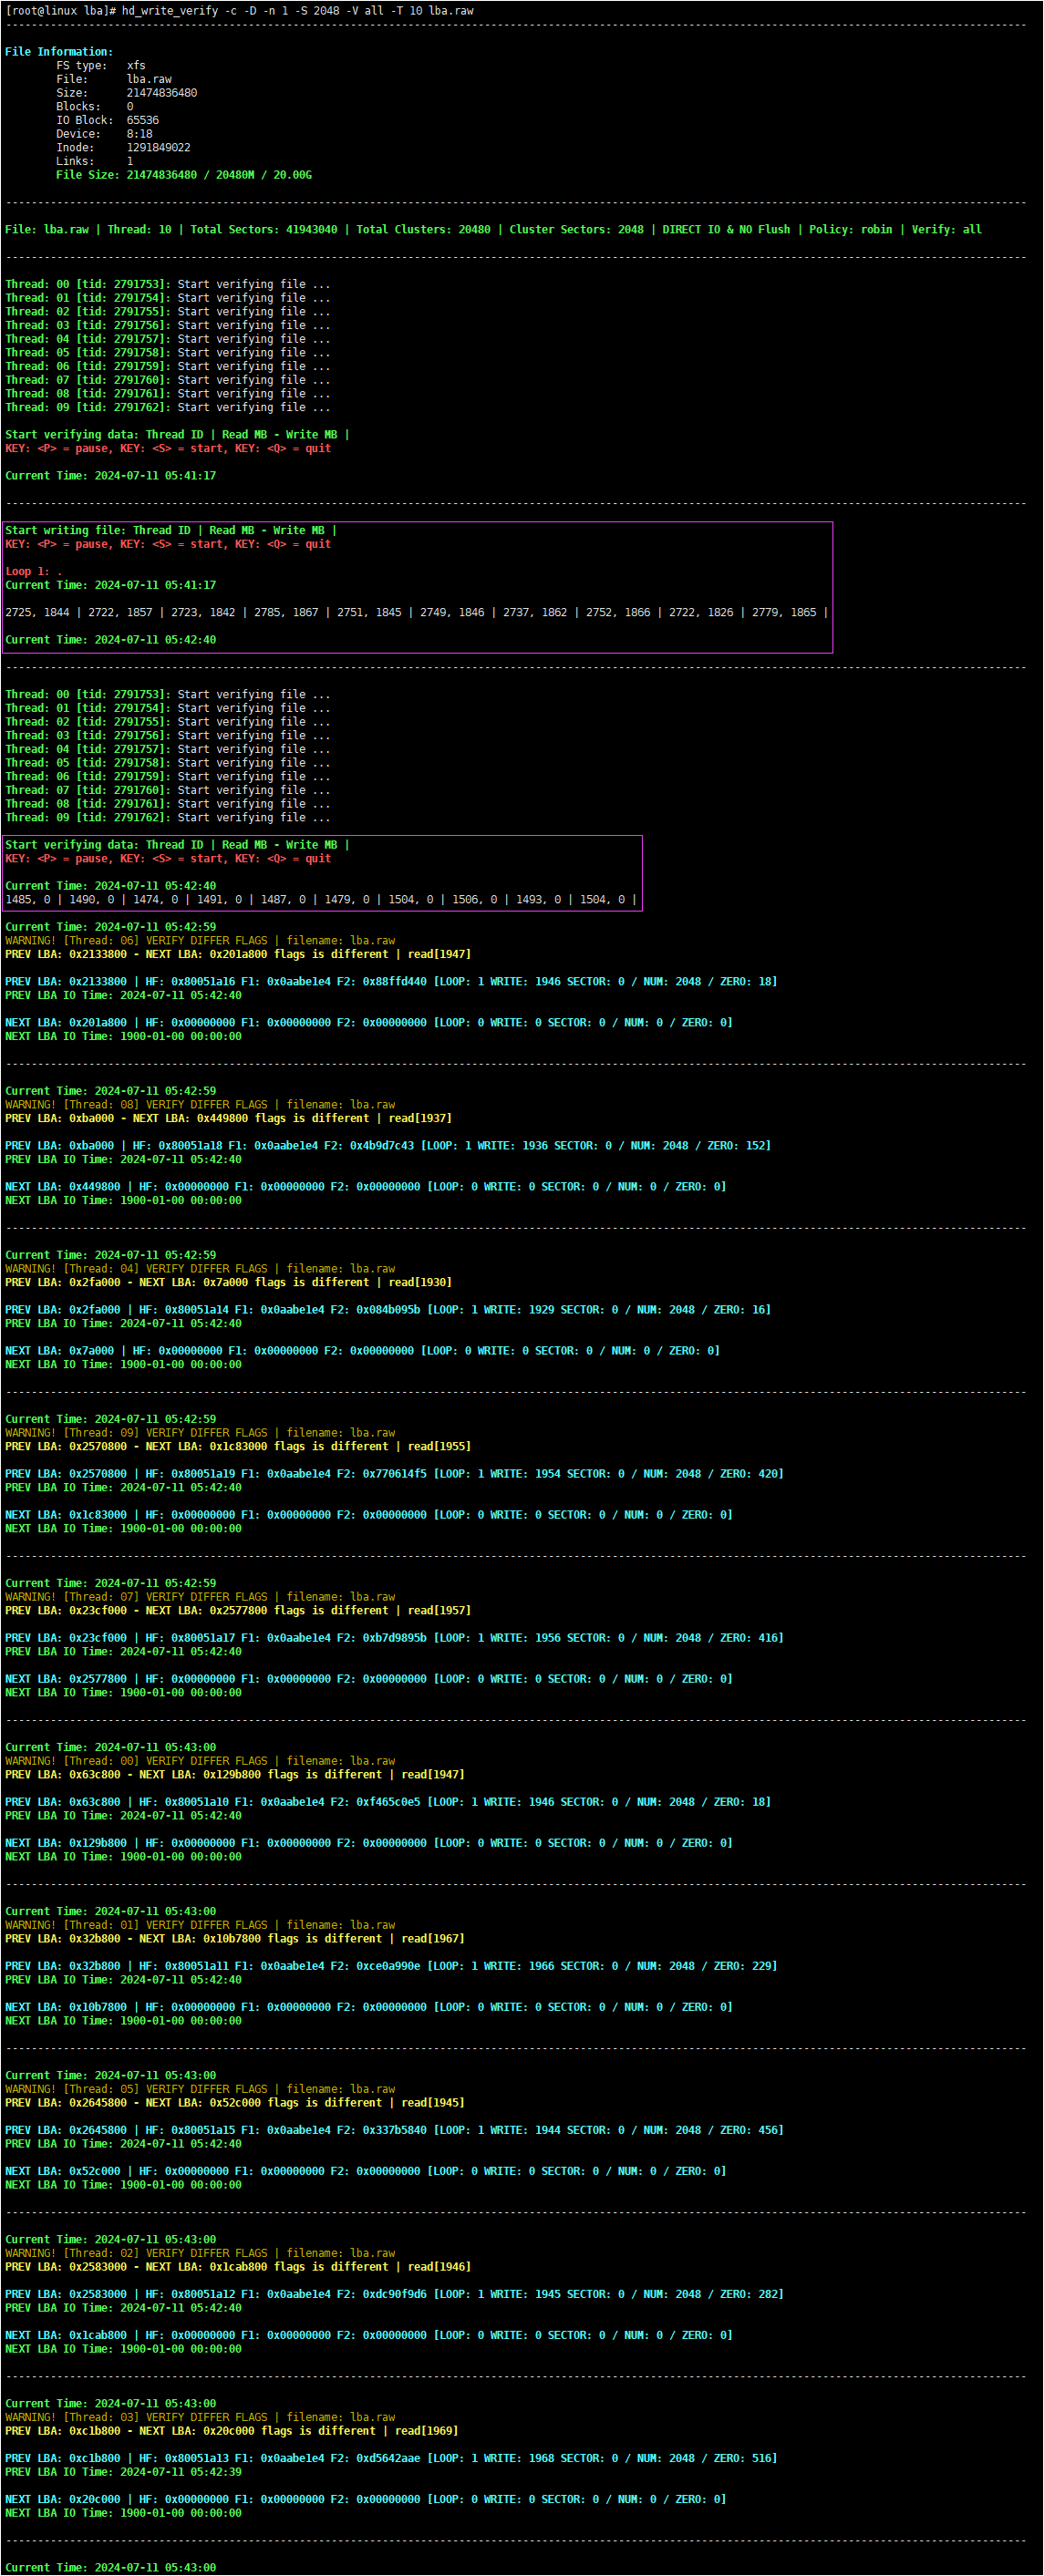 [root@linux lba]# hd_write_verify -c -D -n 1 -S 2048 -V all -T 10 lba.raw
----------------------------------------------------------------------------------------------------------------------------------------------------------------
File Information:
FS type: xfs
File: lba.raw
Size: 21474836480
Blocks: 0
IO Block: 65536
Device: 8:18
Inode: 1291849022
Links: 1
File Size: 21474836480 / 20480M / 20.00G
----------------------------------------------------------------------------------------------------------------------------------------------------------------
File: lba.raw | Thread: 10 | Total Sectors: 41943040 | Total Clusters: 20480 | Cluster Sectors: 2048 | DIRECT IO & NO Flush | Policy: robin | Verify: all
----------------------------------------------------------------------------------------------------------------------------------------------------------------
Thread: 00 [tid: 2791753]: Start verifying file ...
Thread: 01 [tid: 2791754]: Start verifying file ...
Thread: 02 [tid: 2791755]: Start verifying file ...
Thread: 03 [tid: 2791756]: Start verifying file ...
Thread: 04 [tid: 2791757]: Start verifying file ...
Thread: 05 [tid: 2791758]: Start verifying file ...
Thread: 06 [tid: 2791759]: Start verifying file ...
Thread: 07 [tid: 2791760]: Start verifying file ...
Thread: 08 [tid: 2791761]: Start verifying file ...
Thread: 09 [tid: 2791762]: Start verifying file ...
Start verifying data: Thread ID | Read MB - Write MB |
KEY: <P> = pause, KEY: <S> = start, KEY: <Q> = quit
Current Time: 2024-07-11 05:41:17
----------------------------------------------------------------------------------------------------------------------------------------------------------------
Start writing file: Thread ID | Read MB - Write MB |
KEY: <P> = pause, KEY: <S> = start, KEY: <Q> = quit
Loop 1: .
Current Time: 2024-07-11 05:41:17
2725, 1844 | 2722, 1857 | 2723, 1842 | 2785, 1867 | 2751, 1845 | 2749, 1846 | 2737, 1862 | 2752, 1866 | 2722, 1826 | 2779, 1865 |
Current Time: 2024-07-11 05:42:40
----------------------------------------------------------------------------------------------------------------------------------------------------------------
Thread: 00 [tid: 2791753]: Start verifying file ...
Thread: 01 [tid: 2791754]: Start verifying file ...
Thread: 02 [tid: 2791755]: Start verifying file ...
Thread: 03 [tid: 2791756]: Start verifying file ...
Thread: 04 [tid: 2791757]: Start verifying file ...
Thread: 05 [tid: 2791758]: Start verifying file ...
Thread: 06 [tid: 2791759]: Start verifying file ...
Thread: 07 [tid: 2791760]: Start verifying file ...
Thread: 08 [tid: 2791761]: Start verifying file ...
Thread: 09 [tid: 2791762]: Start verifying file ...
Start verifying data: Thread ID | Read MB - Write MB |
KEY: <P> = pause, KEY: <S> = start, KEY: <Q> = quit
Current Time: 2024-07-11 05:42:40
1485, 0 | 1490, 0 | 1474, 0 | 1491, 0 | 1487, 0 | 1479, 0 | 1504, 0 | 1506, 0 | 1493, 0 | 1504, 0 |
Current Time: 2024-07-11 05:42:59
WARNING! [Thread: 06] VERIFY DIFFER FLAGS | filename: lba.raw
PREV LBA: 0x2133800 - NEXT LBA: 0x201a800 flags is different | read[1947]
PREV LBA: 0x2133800 | HF: 0x80051a16 F1: 0x0aabe1e4 F2: 0x88ffd440 [LOOP: 1 WRITE: 1946 SECTOR: 0 / NUM: 2048 / ZERO: 18]
PREV LBA IO Time: 2024-07-11 05:42:40
NEXT LBA: 0x201a800 | HF: 0x00000000 F1: 0x00000000 F2: 0x00000000 [LOOP: 0 WRITE: 0 SECTOR: 0 / NUM: 0 / ZERO: 0]
NEXT LBA IO Time: 1900-01-00 00:00:00
----------------------------------------------------------------------------------------------------------------------------------------------------------------
Current Time: 2024-07-11 05:42:59
WARNING! [Thread: 08] VERIFY DIFFER FLAGS | filename: lba.raw
PREV LBA: 0xba000 - NEXT LBA: 0x449800 flags is different | read[1937]
PREV LBA: 0xba000 | HF: 0x80051a18 F1: 0x0aabe1e4 F2: 0x4b9d7c43 [LOOP: 1 WRITE: 1936 SECTOR: 0 / NUM: 2048 / ZERO: 152]
PREV LBA IO Time: 2024-07-11 05:42:40
NEXT LBA: 0x449800 | HF: 0x00000000 F1: 0x00000000 F2: 0x00000000 [LOOP: 0 WRITE: 0 SECTOR: 0 / NUM: 0 / ZERO: 0]
NEXT LBA IO Time: 1900-01-00 00:00:00
----------------------------------------------------------------------------------------------------------------------------------------------------------------
Current Time: 2024-07-11 05:42:59
WARNING! [Thread: 04] VERIFY DIFFER FLAGS | filename: lba.raw
PREV LBA: 0x2fa000 - NEXT LBA: 0x7a000 flags is different | read[1930]
PREV LBA: 0x2fa000 | HF: 0x80051a14 F1: 0x0aabe1e4 F2: 0x084b095b [LOOP: 1 WRITE: 1929 SECTOR: 0 / NUM: 2048 / ZERO: 16]
PREV LBA IO Time: 2024-07-11 05:42:40
NEXT LBA: 0x7a000 | HF: 0x00000000 F1: 0x00000000 F2: 0x00000000 [LOOP: 0 WRITE: 0 SECTOR: 0 / NUM: 0 / ZERO: 0]
NEXT LBA IO Time: 1900-01-00 00:00:00
----------------------------------------------------------------------------------------------------------------------------------------------------------------
Current Time: 2024-07-11 05:42:59
WARNING! [Thread: 09] VERIFY DIFFER FLAGS | filename: lba.raw
PREV LBA: 0x2570800 - NEXT LBA: 0x1c83000 flags is different | read[1955]
PREV LBA: 0x2570800 | HF: 0x80051a19 F1: 0x0aabe1e4 F2: 0x770614f5 [LOOP: 1 WRITE: 1954 SECTOR: 0 / NUM: 2048 / ZERO: 420]
PREV LBA IO Time: 2024-07-11 05:42:40
NEXT LBA: 0x1c83000 | HF: 0x00000000 F1: 0x00000000 F2: 0x00000000 [LOOP: 0 WRITE: 0 SECTOR: 0 / NUM: 0 / ZERO: 0]
NEXT LBA IO Time: 1900-01-00 00:00:00
----------------------------------------------------------------------------------------------------------------------------------------------------------------
Current Time: 2024-07-11 05:42:59
WARNING! [Thread: 07] VERIFY DIFFER FLAGS | filename: lba.raw
PREV LBA: 0x23cf000 - NEXT LBA: 0x2577800 flags is different | read[1957]
PREV LBA: 0x23cf000 | HF: 0x80051a17 F1: 0x0aabe1e4 F2: 0xb7d9895b [LOOP: 1 WRITE: 1956 SECTOR: 0 / NUM: 2048 / ZERO: 416]
PREV LBA IO Time: 2024-07-11 05:42:40
NEXT LBA: 0x2577800 | HF: 0x00000000 F1: 0x00000000 F2: 0x00000000 [LOOP: 0 WRITE: 0 SECTOR: 0 / NUM: 0 / ZERO: 0]
NEXT LBA IO Time: 1900-01-00 00:00:00
----------------------------------------------------------------------------------------------------------------------------------------------------------------
Current Time: 2024-07-11 05:43:00
WARNING! [Thread: 00] VERIFY DIFFER FLAGS | filename: lba.raw
PREV LBA: 0x63c800 - NEXT LBA: 0x129b800 flags is different | read[1947]
PREV LBA: 0x63c800 | HF: 0x80051a10 F1: 0x0aabe1e4 F2: 0xf465c0e5 [LOOP: 1 WRITE: 1946 SECTOR: 0 / NUM: 2048 / ZERO: 18]
PREV LBA IO Time: 2024-07-11 05:42:40
NEXT LBA: 0x129b800 | HF: 0x00000000 F1: 0x00000000 F2: 0x00000000 [LOOP: 0 WRITE: 0 SECTOR: 0 / NUM: 0 / ZERO: 0]
NEXT LBA IO Time: 1900-01-00 00:00:00
----------------------------------------------------------------------------------------------------------------------------------------------------------------
Current Time: 2024-07-11 05:43:00
WARNING! [Thread: 01] VERIFY DIFFER FLAGS | filename: lba.raw
PREV LBA: 0x32b800 - NEXT LBA: 0x10b7800 flags is different | read[1967]
PREV LBA: 0x32b800 | HF: 0x80051a11 F1: 0x0aabe1e4 F2: 0xce0a990e [LOOP: 1 WRITE: 1966 SECTOR: 0 / NUM: 2048 / ZERO: 229]
PREV LBA IO Time: 2024-07-11 05:42:40
NEXT LBA: 0x10b7800 | HF: 0x00000000 F1: 0x00000000 F2: 0x00000000 [LOOP: 0 WRITE: 0 SECTOR: 0 / NUM: 0 / ZERO: 0]
NEXT LBA IO Time: 1900-01-00 00:00:00
----------------------------------------------------------------------------------------------------------------------------------------------------------------
Current Time: 2024-07-11 05:43:00
WARNING! [Thread: 05] VERIFY DIFFER FLAGS | filename: lba.raw
PREV LBA: 0x2645800 - NEXT LBA: 0x52c000 flags is different | read[1945]
PREV LBA: 0x2645800 | HF: 0x80051a15 F1: 0x0aabe1e4 F2: 0x337b5840 [LOOP: 1 WRITE: 1944 SECTOR: 0 / NUM: 2048 / ZERO: 456]
PREV LBA IO Time: 2024-07-11 05:42:40
NEXT LBA: 0x52c000 | HF: 0x00000000 F1: 0x00000000 F2: 0x00000000 [LOOP: 0 WRITE: 0 SECTOR: 0 / NUM: 0 / ZERO: 0]
NEXT LBA IO Time: 1900-01-00 00:00:00
----------------------------------------------------------------------------------------------------------------------------------------------------------------
Current Time: 2024-07-11 05:43:00
WARNING! [Thread: 02] VERIFY DIFFER FLAGS | filename: lba.raw
PREV LBA: 0x2583000 - NEXT LBA: 0x1cab800 flags is different | read[1946]
PREV LBA: 0x2583000 | HF: 0x80051a12 F1: 0x0aabe1e4 F2: 0xdc90f9d6 [LOOP: 1 WRITE: 1945 SECTOR: 0 / NUM: 2048 / ZERO: 282]
PREV LBA IO Time: 2024-07-11 05:42:40
NEXT LBA: 0x1cab800 | HF: 0x00000000 F1: 0x00000000 F2: 0x00000000 [LOOP: 0 WRITE: 0 SECTOR: 0 / NUM: 0 / ZERO: 0]
NEXT LBA IO Time: 1900-01-00 00:00:00
----------------------------------------------------------------------------------------------------------------------------------------------------------------
Current Time: 2024-07-11 05:43:00
WARNING! [Thread: 03] VERIFY DIFFER FLAGS | filename: lba.raw
PREV LBA: 0xc1b800 - NEXT LBA: 0x20c000 flags is different | read[1969]
PREV LBA: 0xc1b800 | HF: 0x80051a13 F1: 0x0aabe1e4 F2: 0xd5642aae [LOOP: 1 WRITE: 1968 SECTOR: 0 / NUM: 2048 / ZERO: 516]
PREV LBA IO Time: 2024-07-11 05:42:39
NEXT LBA: 0x20c000 | HF: 0x00000000 F1: 0x00000000 F2: 0x00000000 [LOOP: 0 WRITE: 0 SECTOR: 0 / NUM: 0 / ZERO: 0]
NEXT LBA IO Time: 1900-01-00 00:00:00
----------------------------------------------------------------------------------------------------------------------------------------------------------------
Current Time: 2024-07-11 05:43:00